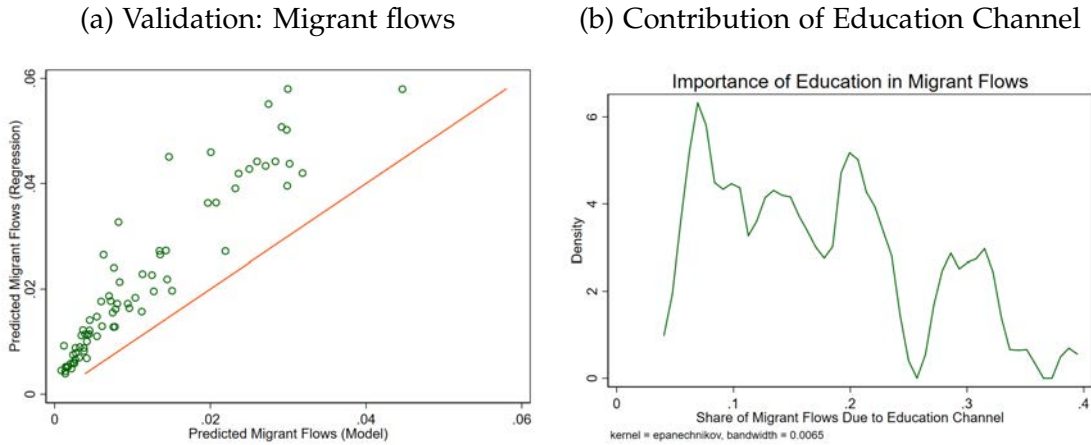 (a) Validation: Migrant flows
Predicted Migrant Flows (Regression)
.06
.04
.02
0
0 .02 .04 .06
Predicted Migrant Flows (Model)
(b) Contribution of Education Channel
Importance of Education in Migrant Flows
Density
6
4
2
0
0 .1 .2 .3 .4
Share of Migrant Flows Due to Education Channel
kernel = epanechnikov, bandwidth = 0.0065